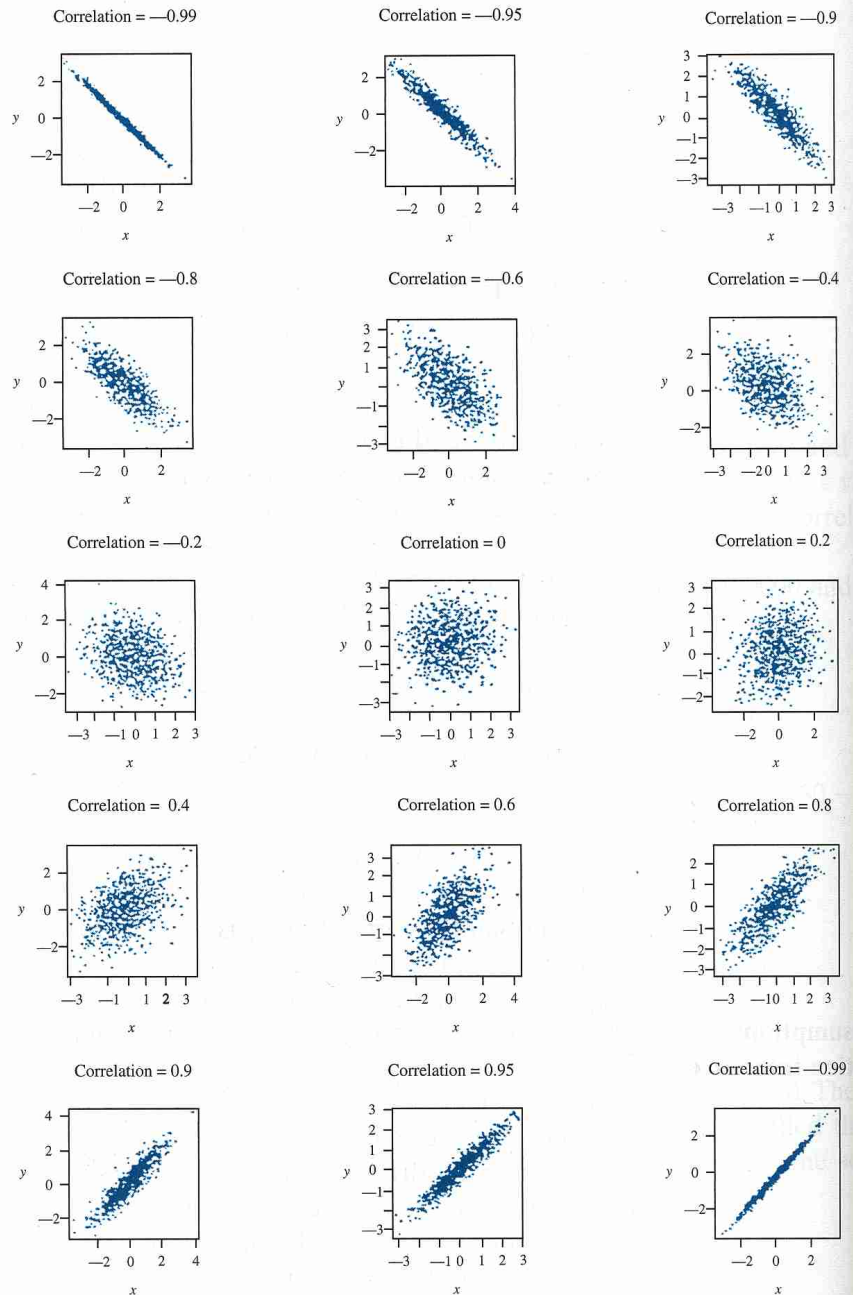 Correlation = —0.99
Correlation = —0.95
Correlation = —0.9
y
2
0
—2
—2 0 2
x
y
2
0
—2
—2 0 2 4
x
y
3
2
1
0
—1
—2
—3
—3 —1 0 1 2 3
x
Correlation = —0.8
Correlation = —0.6
Correlation = —0.4
y
2
0
—2
—2 0 2
x
y
3
2
1
—1
—3
—2 0 2
x
y
2
0
—2
—3 —2 0 1 2 3
x
Correlation = —0.2
Correlation = 0
Correlation = 0.2
y
4
2
0
—2
—3 —1 0 1 2 3
x
y
3
2
1
0
—1
—3
—3 —1 0 1 2 3
x
y
3
2
1
0
—1
—2
—2 0 2
x
Correlation = 0.4
Correlation = 0.6
Correlation = 0.8
y
2
0
—2
—3 —1 1 2 3
x
y
3
2
1
0
—1
—3
—2 0 2 4
x
y
2
1
0
—1
—2
—3
—3 —10 1 2 3
x
Correlation = 0.9
Correlation = 0.95
Correlation = —0.99
y
4
2
0
—2
—2 0 2 4
x
y
3
2
1
0
—1
—3
—3 —1 0 1 2 3
x
y
2
0
—2
—2 0 2
x